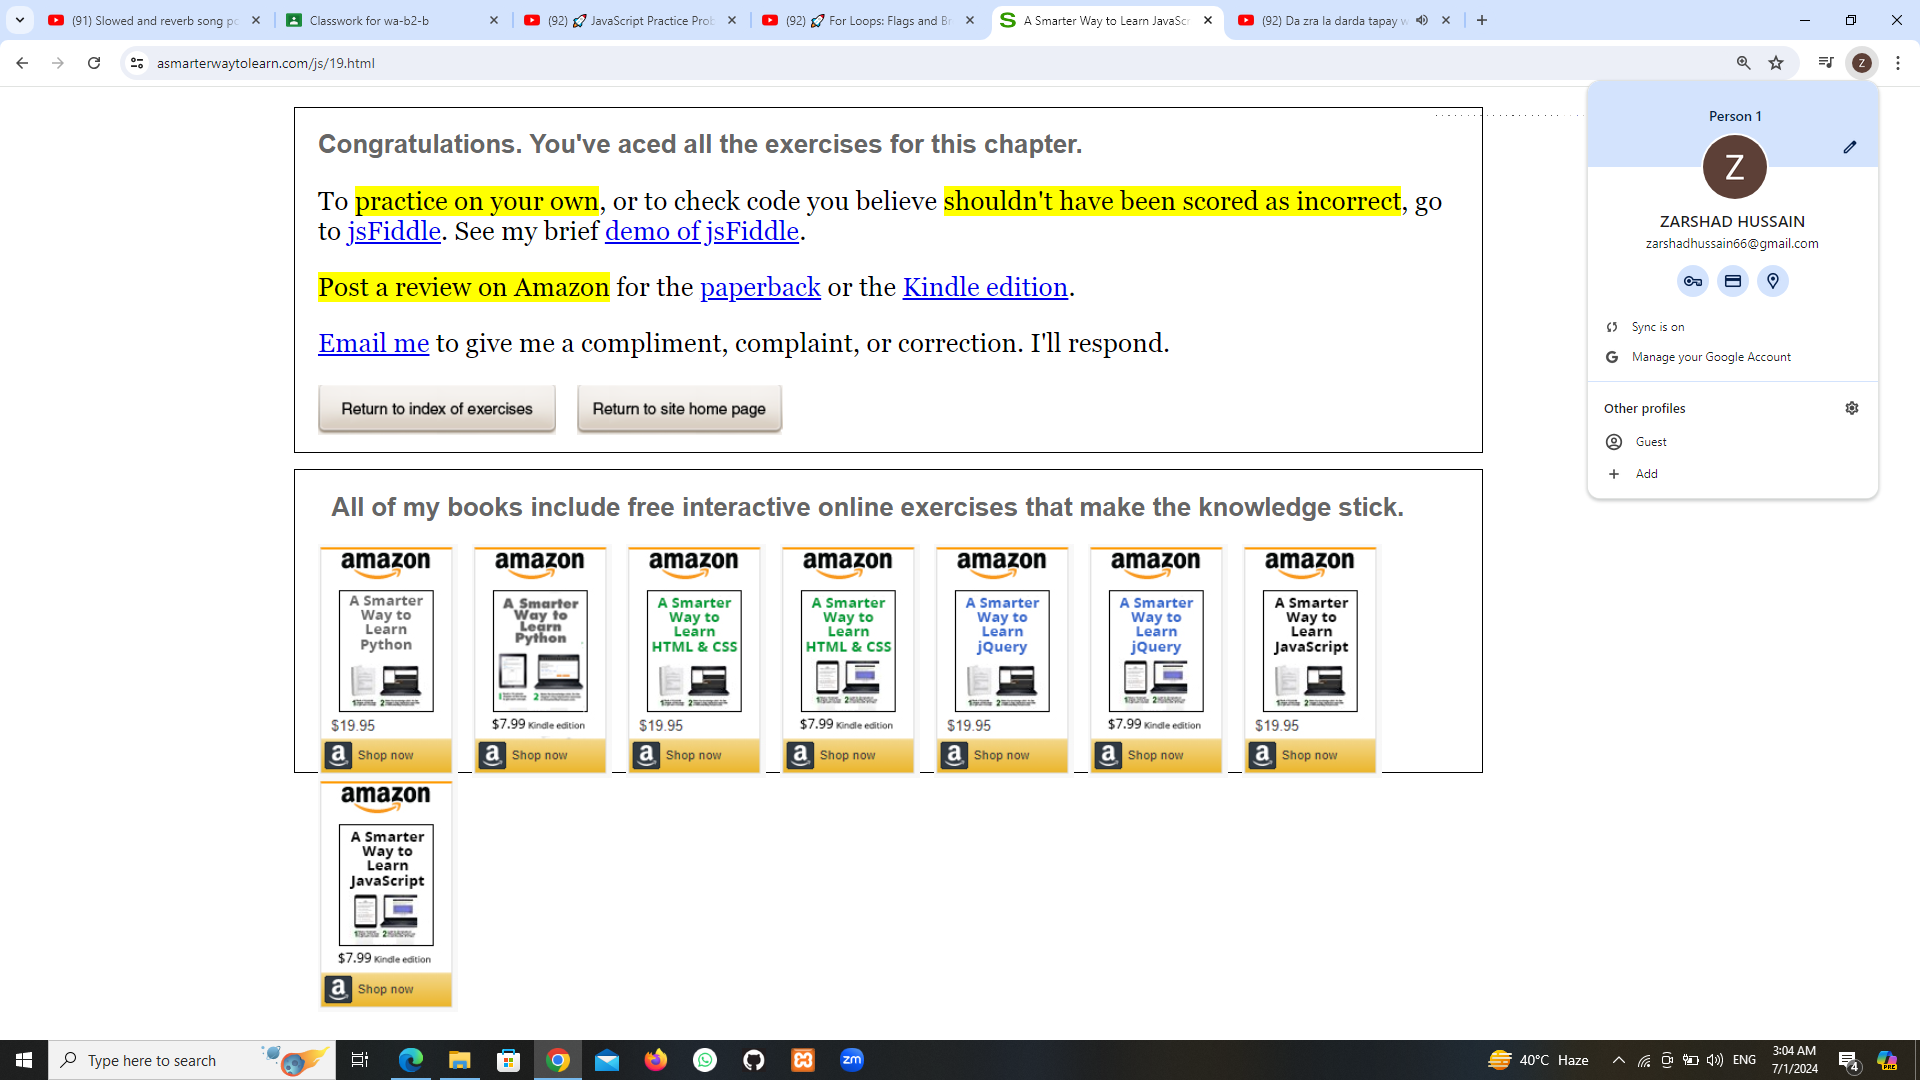 (91) Slowed and reverb song po
Classwork for wa-b2-b
(92) 🚀 JavaScript Practice Prob
(92) 🚀 For Loops: Flags and Br
A Smarter Way to Learn JavaScr
(92) Da zra la darda tapay w
asmarterwaytolearn.com/js/19.html
Z
Person 1
Z
ZARSHAD HUSSAIN
zarshadhussain66@gmail.com
Sync is on
Manage your Google Account
Other profiles
Guest
Add
Congratulations. You've aced all the exercises for this chapter.
To practice on your own, or to check code you believe shouldn't have been scored as incorrect, go
to jsFiddle. See my brief demo of jsFiddle.
Post a review on Amazon for the paperback or the Kindle edition.
Email me to give me a compliment, complaint, or correction. I'll respond.
Return to index of exercises Return to site home page
All of my books include free interactive online exercises that make the knowledge stick.
amazon
A Smarter
Way to
Learn
Python
$19.95
a Shop now
amazon
A Smarter
Way to
Learn
Python
$7.99 Kindle edition
a Shop now
amazon
A Smarter
Way to
Learn
HTML & CSS
$19.95
a Shop now
amazon
A Smarter
Way to
Learn
HTML & CSS
$7.99 Kindle edition
a Shop now
amazon
A Smarter
Way to
Learn
jQuery
$19.95
a Shop now
amazon
A Smarter
Way to
Learn
jQuery
$7.99 Kindle edition
a Shop now
amazon
A Smarter
Way to
Learn
JavaScript
$19.95
a Shop now
amazon
A Smarter
Way to
Learn
JavaScript
$7.99 Kindle edition
a Shop now
Type here to search
zm
40°C Haze
ENG
3:04 AM
7/1/2024
4
PRE